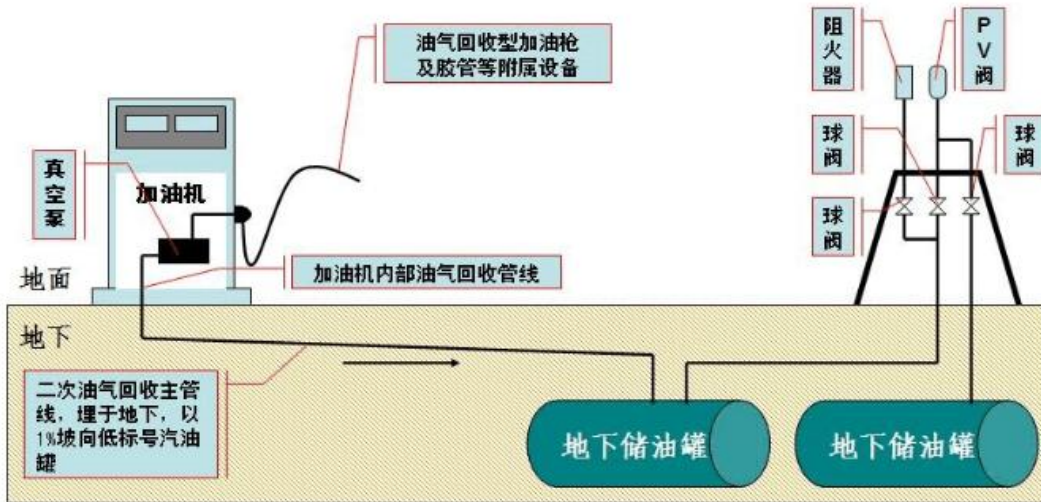 油气回收型加油枪
及胶管等附属设备
阻火器
PV阀
真空泵
加油机
球阀
球阀
球阀
加油机内部油气回收管线
地面
地下
二次油气回收主管
线，埋于地下，以
1%坡向低标号汽油
罐
地下储油罐
地下储油罐